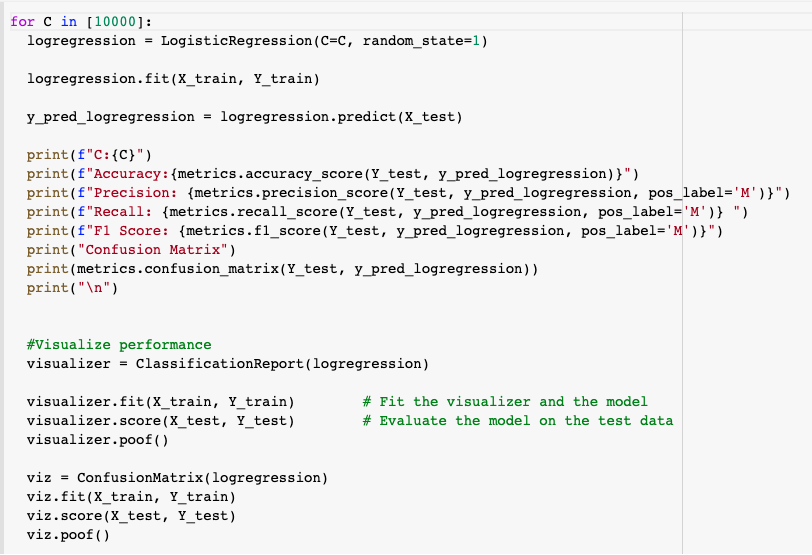 for C in [10000]:
  logregression = LogisticRegression(C=C, random_state=1)
  logregression.fit(X_train, Y_train)
  y_pred_logregression = logregression.predict(X_test)
  print(f"C:{C}")
  print(f"Accuracy:{metrics.accuracy_score(Y_test, y_pred_logregression)}")
  print(f"Precision: {metrics.precision_score(Y_test, y_pred_logregression, pos_label='M')}")
  print(f"Recall: {metrics.recall_score(Y_test, y_pred_logregression, pos_label='M')} ")
  print(f"F1 Score: {metrics.f1_score(Y_test, y_pred_logregression, pos_label='M')}")
  print("Confusion Matrix")
  print(metrics.confusion_matrix(Y_test, y_pred_logregression))
  print("\n")
  #Visualize performance
  visualizer = ClassificationReport(logregression)
  visualizer.fit(X_train, Y_train)        # Fit the visualizer and the model
  visualizer.score(X_test, Y_test)        # Evaluate the model on the test data
  visualizer.poof()
  viz = ConfusionMatrix(logregression)
  viz.fit(X_train, Y_train)
  viz.score(X_test, Y_test)
  viz.poof()